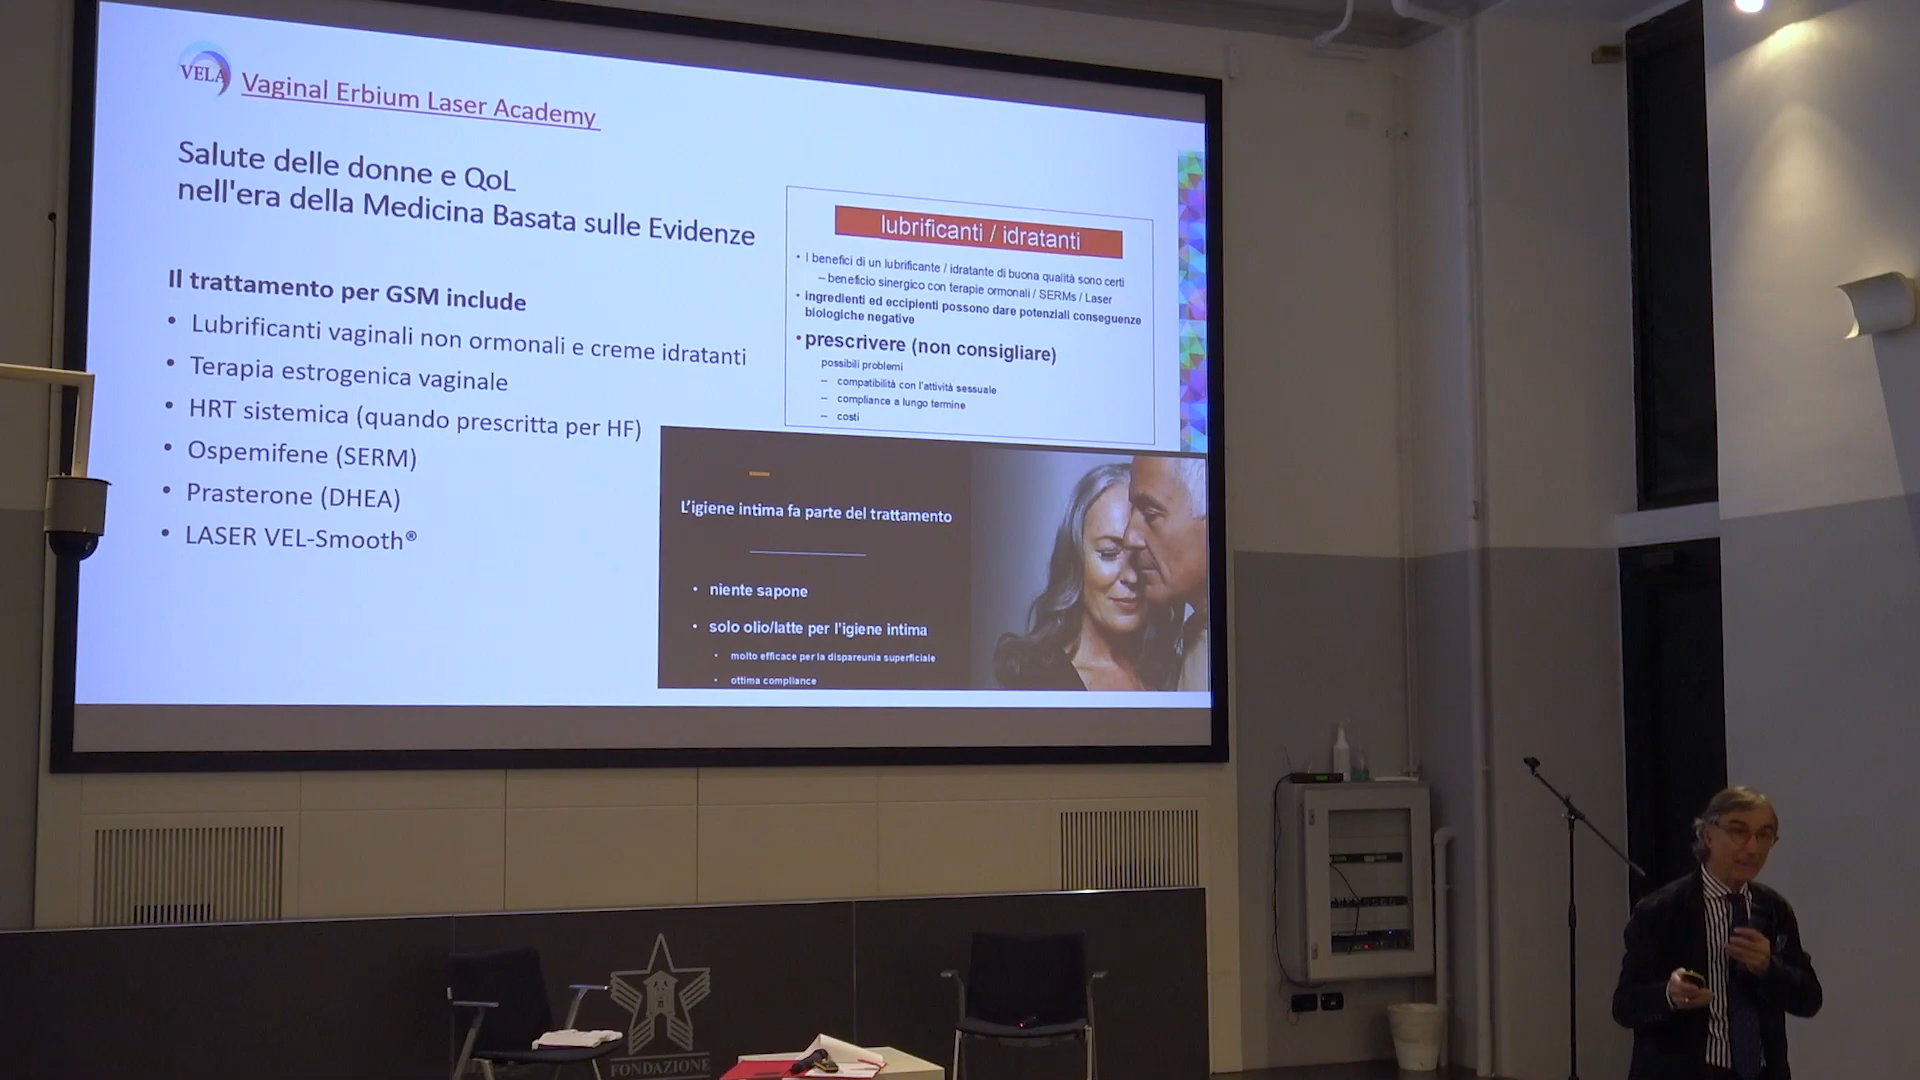 VELA
Vaginal Erbium Laser Academy
Salute delle donne e QoL
nell'era della Medicina Basata sulle Evidenze
Il trattamento per GSM include
• Lubrificanti vaginali non ormonali e creme idratanti
• Terapia estrogenica vaginale
• HRT sistemica (quando prescritta per HF)
• Ospemifene (SERM)
• Prasterone (DHEA)
• LASER VEL-Smooth®
lubrificanti / idratanti
• I benefici di un lubrificante / idratante di buona qualità sono certi
– beneficio sinergico con terapie ormonali / SERMs / Laser
• ingredienti ed eccipienti possono dare potenziali conseguenze
biologiche negative
• prescrivere (non consigliare)
possibili problemi
– compatibilità con l'attività sessuale
– compliance a lungo termine
– costi
L'igiene intima fa parte del trattamento
• niente sapone
• solo olio/latte per l'igiene intima
• molto efficace per la dispareunia superficiale
• ottima compliance
FONDAZIONE